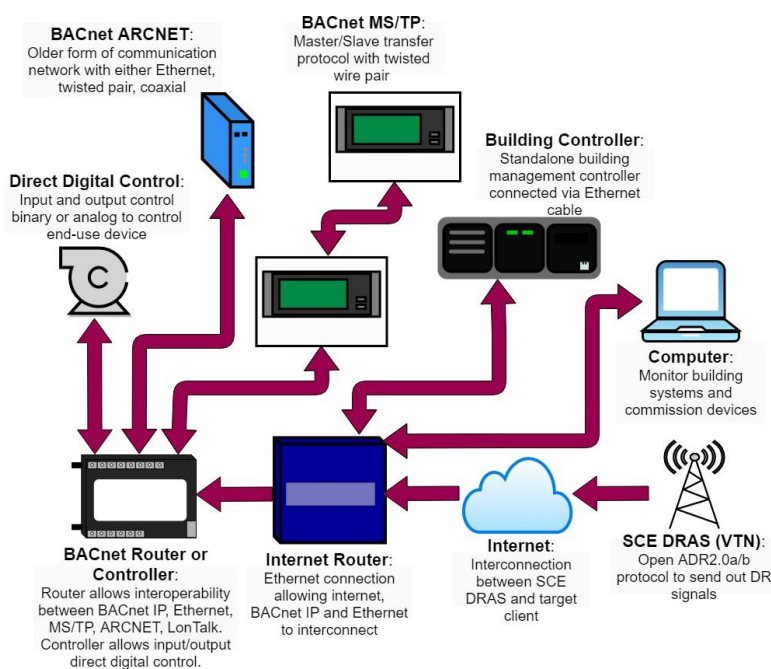 BACnet ARCNET:
Older form of communication
network with either Ethernet,
twisted pair, coaxial
BACnet MS/TP:
Master/Slave transfer
protocol with twisted
wire pair
Building Controller:
Standalone building
management controller
connected via Ethernet
cable
Direct Digital Control:
Input and output control
binary or analog to control
end-use device
C
Computer:
Monitor building
systems and
commission devices
BACnet Router or
Controller:
Router allows interoperability
between BACnet IP, Ethernet,
MS/TP, ARCNET, LonTalk.
Controller allows input/output
direct digital control.
Internet Router:
Ethernet connection
allowing internet,
BACnet IP and Ethernet
to interconnect
Internet:
Interconnection
between SCE
DRAS and target
client
SCE DRAS (VTN):
Open ADR2.0a/b
protocol to send out DR
signals